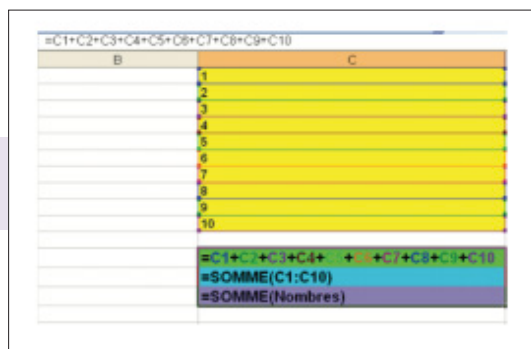 =C1+C2+C3+C4+C5+C6+C7+C8+C9+C10
B C
1
2
3
4
5
6
7
8
9
10
=C1+C2+C3+C4+C5+C6+C7+C8+C9+C10
=SOMME(C1:C10)
=SOMME(Nombres)